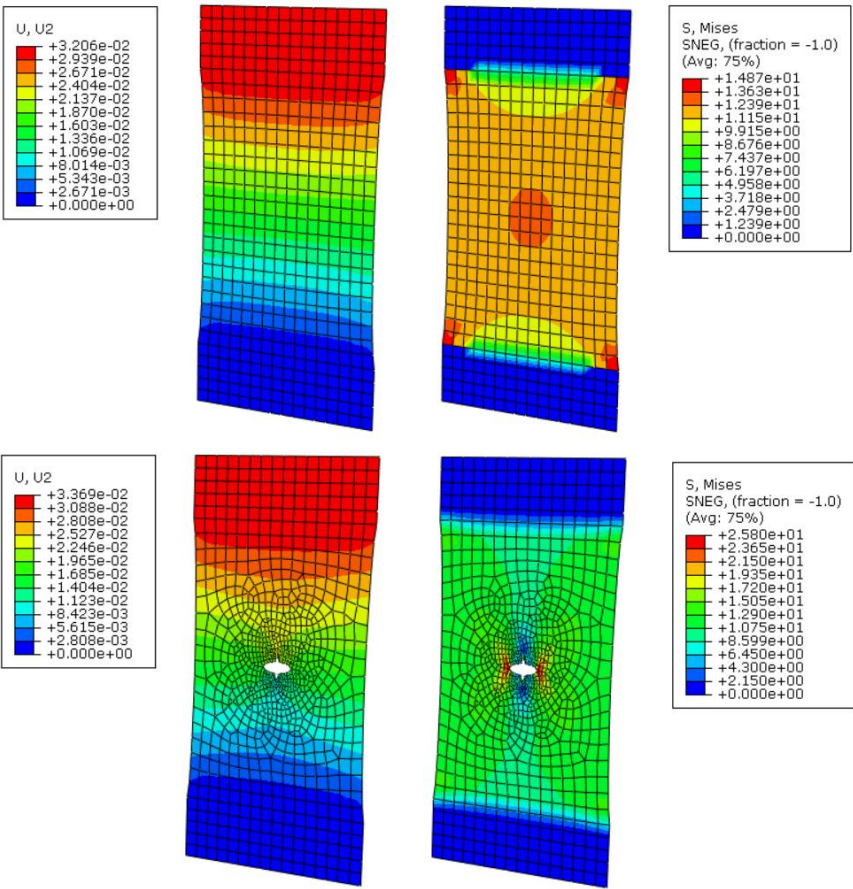 U, U2
+3.206e-02
+2.939e-02
+2.671e-02
+2.404e-02
+2.137e-02
+1.870e-02
+1.603e-02
+1.336e-02
+1.069e-02
+8.014e-03
+5.343e-03
+2.671e-03
+0.000e+00
S, Mises
SNEG, (fraction = -1.0)
(Avg: 75%)
+1.487e+01
+1.363e+01
+1.239e+01
+1.115e+01
+9.915e+00
+8.676e+00
+7.437e+00
+6.197e+00
+4.958e+00
+3.718e+00
+2.479e+00
+1.239e+00
+0.000e+00
U, U2
+3.369e-02
+3.088e-02
+2.808e-02
+2.527e-02
+2.246e-02
+1.965e-02
+1.685e-02
+1.404e-02
+1.123e-02
+8.423e-03
+5.615e-03
+2.808e-03
+0.000e+00
S, Mises
SNEG, (fraction = -1.0)
(Avg: 75%)
+2.580e+01
+2.365e+01
+2.150e+01
+1.935e+01
+1.720e+01
+1.505e+01
+1.290e+01
+1.075e+01
+8.599e+00
+6.450e+00
+4.300e+00
+2.150e+00
+0.000e+00